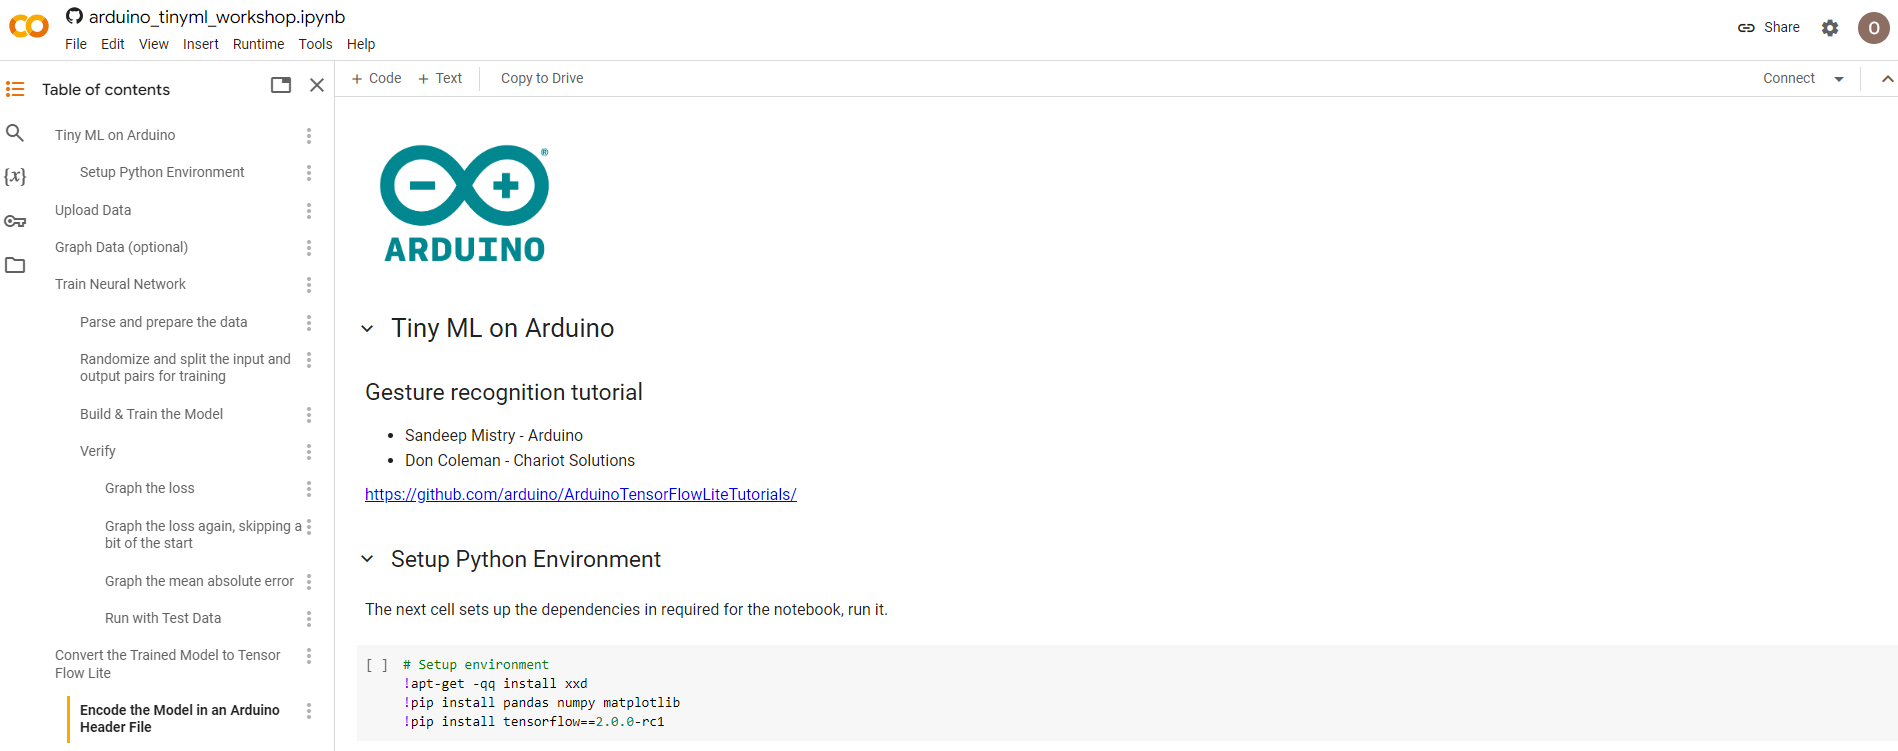 arduino_tinyml_workshop.ipynb
File Edit View Insert Runtime Tools Help
Share
O
Table of contents
Tiny ML on Arduino
Setup Python Environment
Upload Data
Graph Data (optional)
Train Neural Network
Parse and prepare the data
Randomize and split the input and
output pairs for training
Build & Train the Model
Verify
Graph the loss
Graph the loss again, skipping a
bit of the start
Graph the mean absolute error
Run with Test Data
Convert the Trained Model to Tensor
Flow Lite
Encode the Model in an Arduino
Header File
{x}
+ Code + Text Copy to Drive
Connect
ARDUINO
®
Tiny ML on Arduino
Gesture recognition tutorial
• Sandeep Mistry - Arduino
• Don Coleman - Chariot Solutions
https://github.com/arduino/ArduinoTensorFlowLiteTutorials/
Setup Python Environment
The next cell sets up the dependencies in required for the notebook, run it.
[ ] # Setup environment
!apt-get -qq install xxd
!pip install pandas numpy matplotlib
!pip install tensorflow==2.0.0-rc1